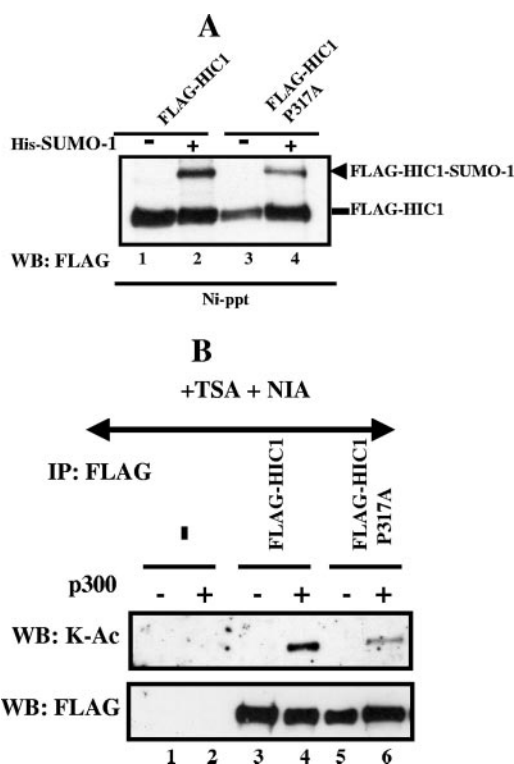 A
FLAG-HIC1
FLAG-HIC1
P317A
His-SUMO-1 - + - +
FLAG-HIC1-SUMO-1
FLAG-HIC1
WB: FLAG 1 2 3 4
Ni-ppt
B
+TSA + NIA
IP: FLAG
-
FLAG-HIC1
FLAG-HIC1
P317A
p300 - + - + - +
WB: K-Ac
WB: FLAG
1 2 3 4 5 6